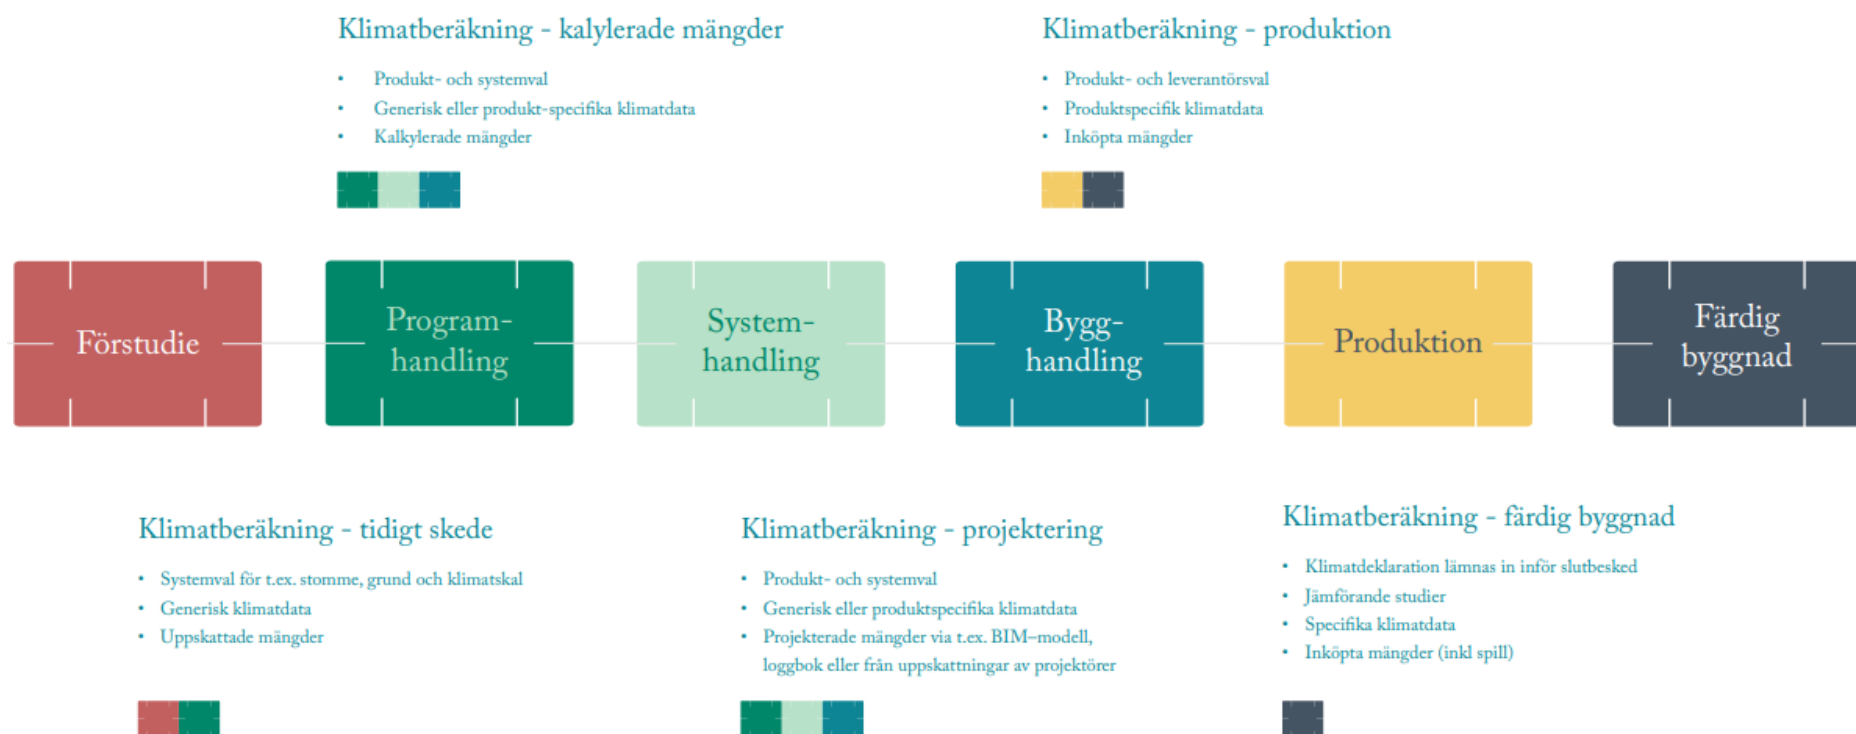 Klimatberäkning - kalylerade mängder
• Produkt- och systemval
• Generisk eller produkt-specifika klimatdata
• Kalkylerade mängder
Klimatberäkning - produktion
• Produkt- och leverantörsval
• Produktspecifik klimatdata
• Inköpta mängder
Förstudie
Program-
handling
System-
handling
Bygg-
handling
Produktion
Färdig
byggnad
Klimatberäkning - tidigt skede
• Systemval för t.ex. stomme, grund och klimatskal
• Generisk klimatdata
• Uppskattade mängder
Klimatberäkning - projektering
• Produkt- och systemval
• Generisk eller produktspecifika klimatdata
• Projekterade mängder via t.ex. BIM–modell,
loggbok eller från uppskattningar av projektörer
Klimatberäkning - färdig byggnad
• Klimatdeklaration lämnas in inför slutbesked
• Jämförande studier
• Specifika klimatdata
• Inköpta mängder (inkl spill)